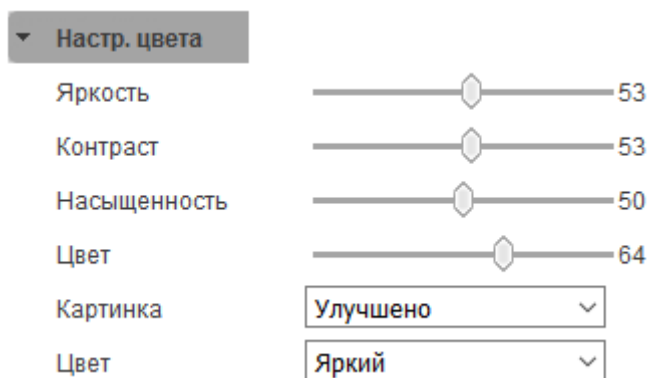 Настр. цвета
Яркость 53
Контраст 53
Насыщенность 50
Цвет 64
Картинка Улучшено
Цвет Яркий